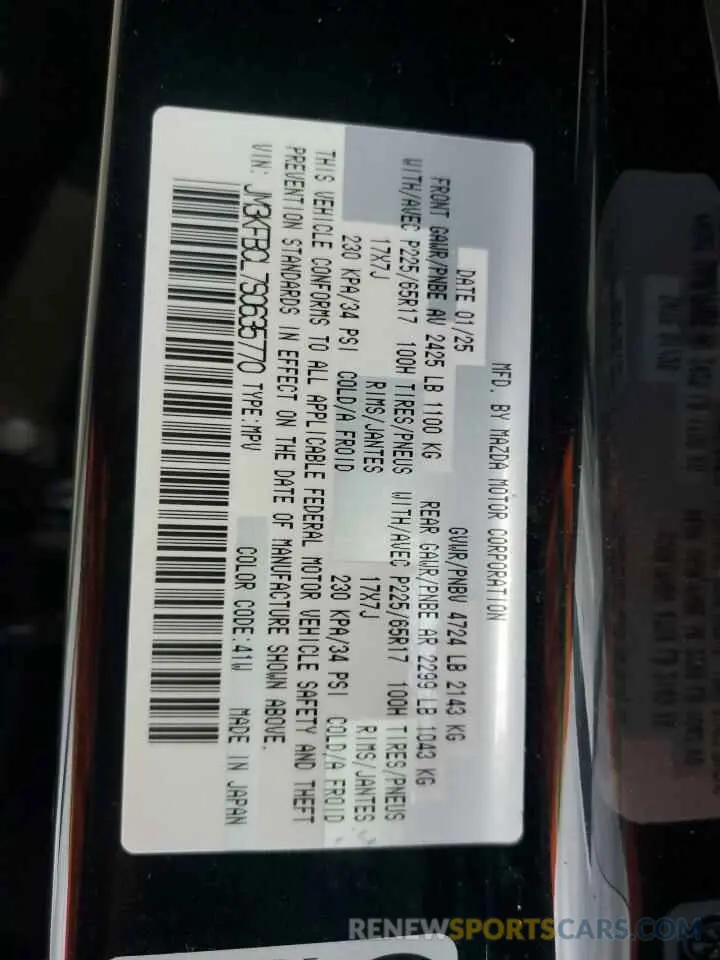 MFD. BY MAZDA MOTOR CORPORATION
DATE 01/25 GVWR/PNBV 4724 LB 2143 KG
FRONT GAWR/PNBE AV 2425 LB 1100 KG REAR GAWR/PNBE AR 2299 LB 1043 KG
WITH/AVEC P225/65R17 100H TIRES/PNEUS WITH/AVEC P225/65R17 100H TIRES/PNEUS
17X7J RIMS/JANTES 17X7J RIMS/JANTES
230 KPA/34 PSI COLD/A FROID 230 KPA/34 PSI COLD/A FROID
THIS VEHICLE CONFORMS TO ALL APPLICABLE FEDERAL MOTOR VEHICLE SAFETY AND THEFT
PREVENTION STANDARDS IN EFFECT ON THE DATE OF MANUFACTURE SHOWN ABOVE.
VIN: JM3KFBCL7S0635770 TYPE:MPV COLOR CODE:41W MADE IN JAPAN
RENEWSPORTSCARS.COM